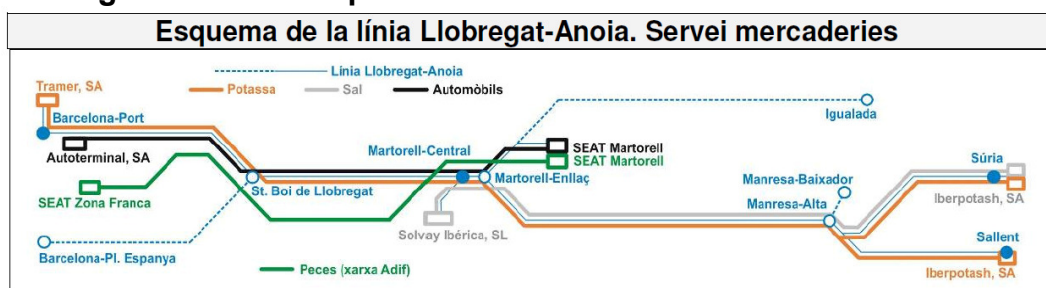 Esquema de la línia Llobregat-Anoia. Servei mercaderies
Línia Llobregat-Anoia
Potassa
Sal
Automòbils
Tramer, SA
Barcelona-Port
Autoterminal, SA
SEAT Zona Franca
St. Boi de Llobregat
Barcelona-Pl. Espanya
Peces (xarxa Adif)
Martorell-Central
Solvay Ibérica, SL
Martorell-Enllaç
SEAT Martorell
SEAT Martorell
Igualada
Manresa-Baixador
Manresa-Alta
Súria
Iberpotash, SA
Sallent
Iberpotash, SA